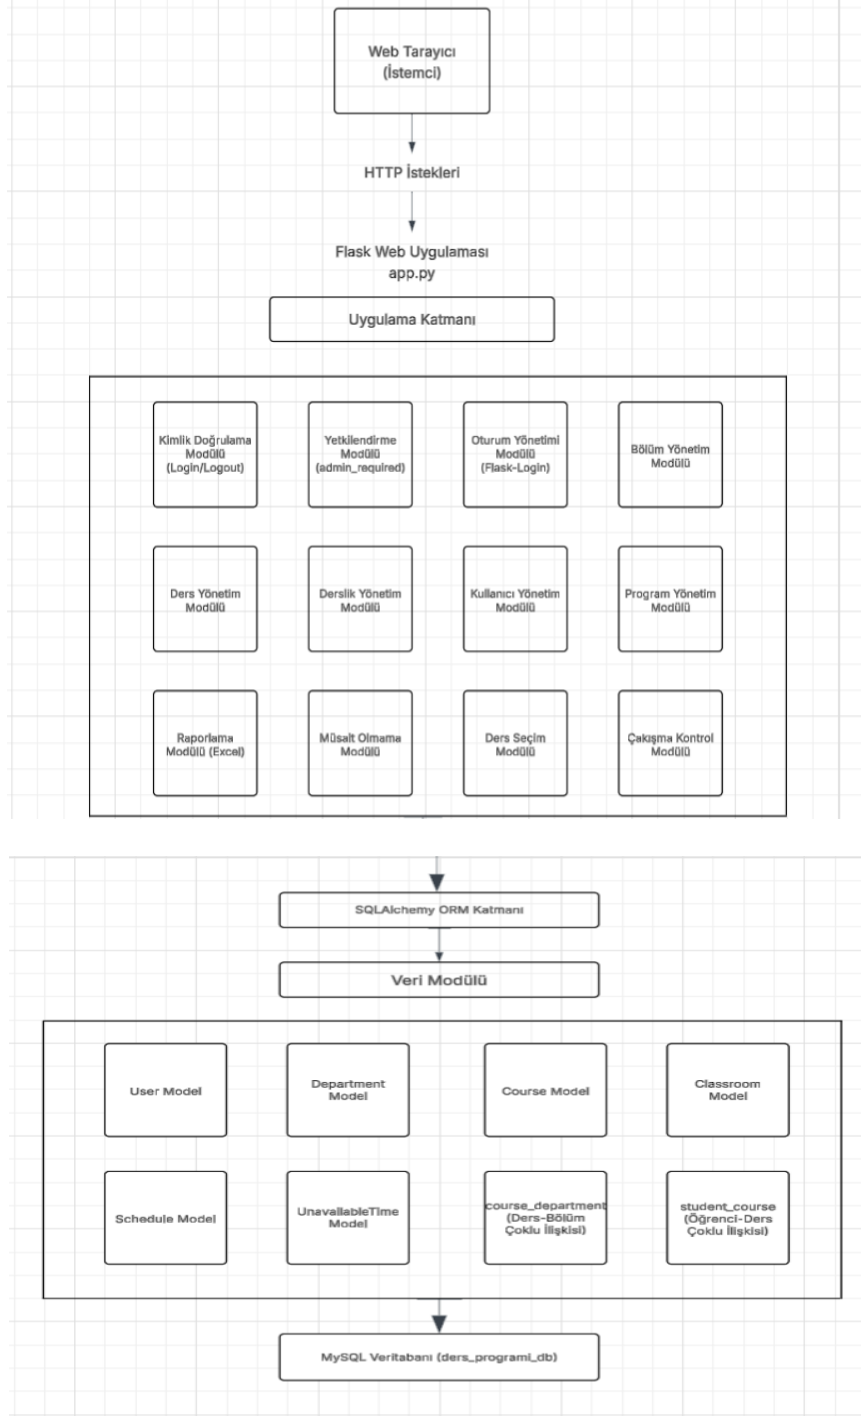 Web Tarayıcı
(İstemci)
HTTP İstekleri
Flask Web Uygulaması
app.py
Uygulama Katmanı
Kimlik Doğrulama
Modülü
(Login/Logout)
Yetkilendirme
Modülü
(admin_required)
Oturum Yönetimi
Modülü
(Flask-Login)
Bölüm Yönetim
Modülü
Ders Yönetim
Modülü
Derslik Yönetim
Modülü
Kullanıcı Yönetim
Modülü
Program Yönetim
Modülü
Raporlama
Modülü (Excel)
Müsait Olmama
Modülü
Ders Seçim
Modülü
Çakışma Kontrol
Modülü
SQLAlchemy ORM Katmanı
Veri Modülü
User Model
Department
Model
Course Model
Classroom
Model
Schedule Model
UnavailableTime
Model
course_department
(Ders-Bölüm
Çoklu İlişkisi)
student_course
(Öğrenci-Ders
Çoklu İlişkisi)
MySQL Veritabanı (ders_programi_db)